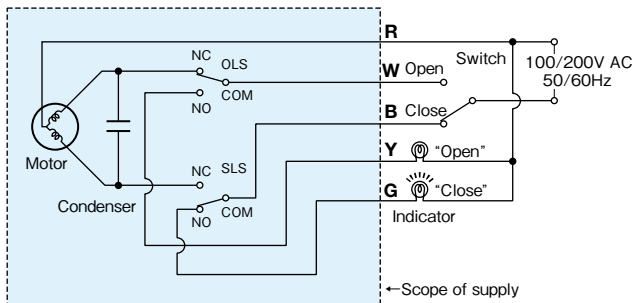 R
NC
OLS
Switch
100/200V AC
50/60Hz
W Open
COM
NO
B Close
Y "Open"
Motor
NC
SLS
G "Close"
Condenser
COM
NO
Indicator
←Scope of supply